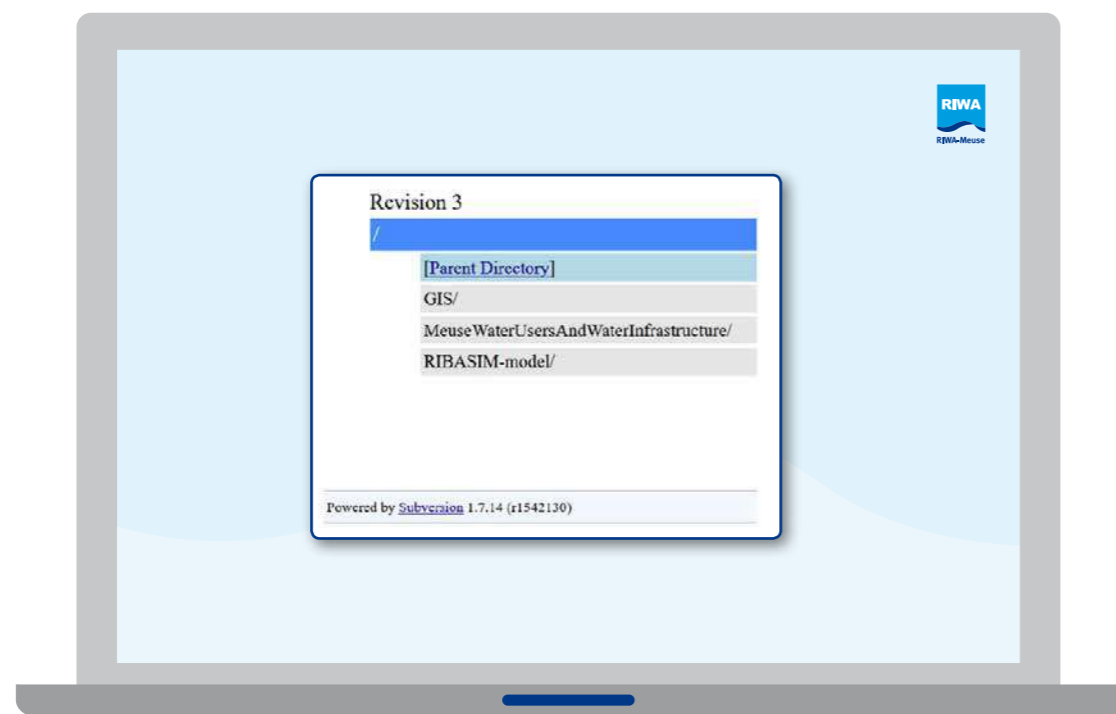 RIWA
RIWA-Meuse
Revision 3
/
[Parent Directory]
GIS/
MeuseWaterUsersAndWaterInfrastructure/
RIBASIM-model/
Powered by Subversion 1.7.14 (r1542130)